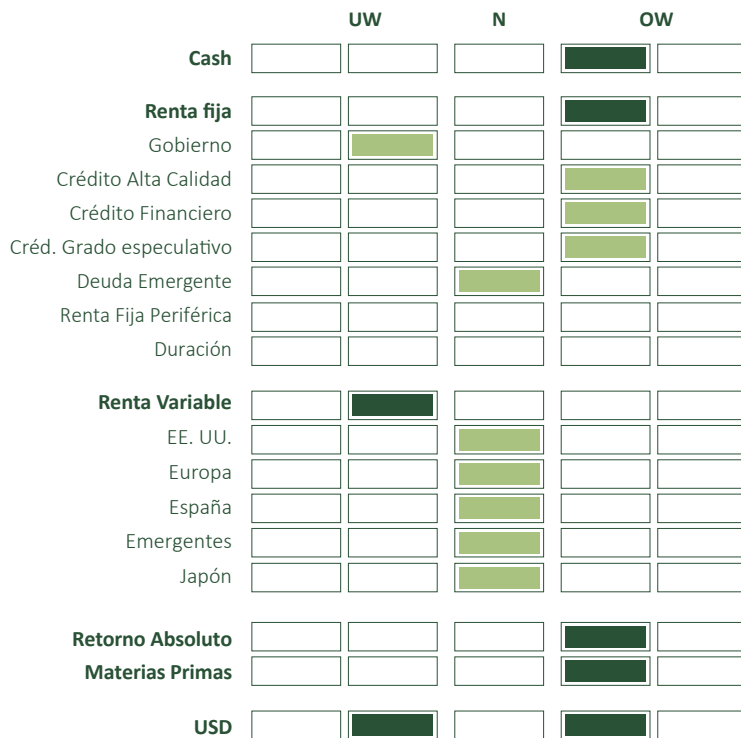 UW N OW
Cash
Renta fija
Gobierno
Crédito Alta Calidad
Crédito Financiero
Créd. Grado especulativo
Deuda Emergente
Renta Fija Periférica
Duración
Renta Variable
EE. UU.
Europa
España
Emergentes
Japón
Retorno Absoluto
Materias Primas
USD